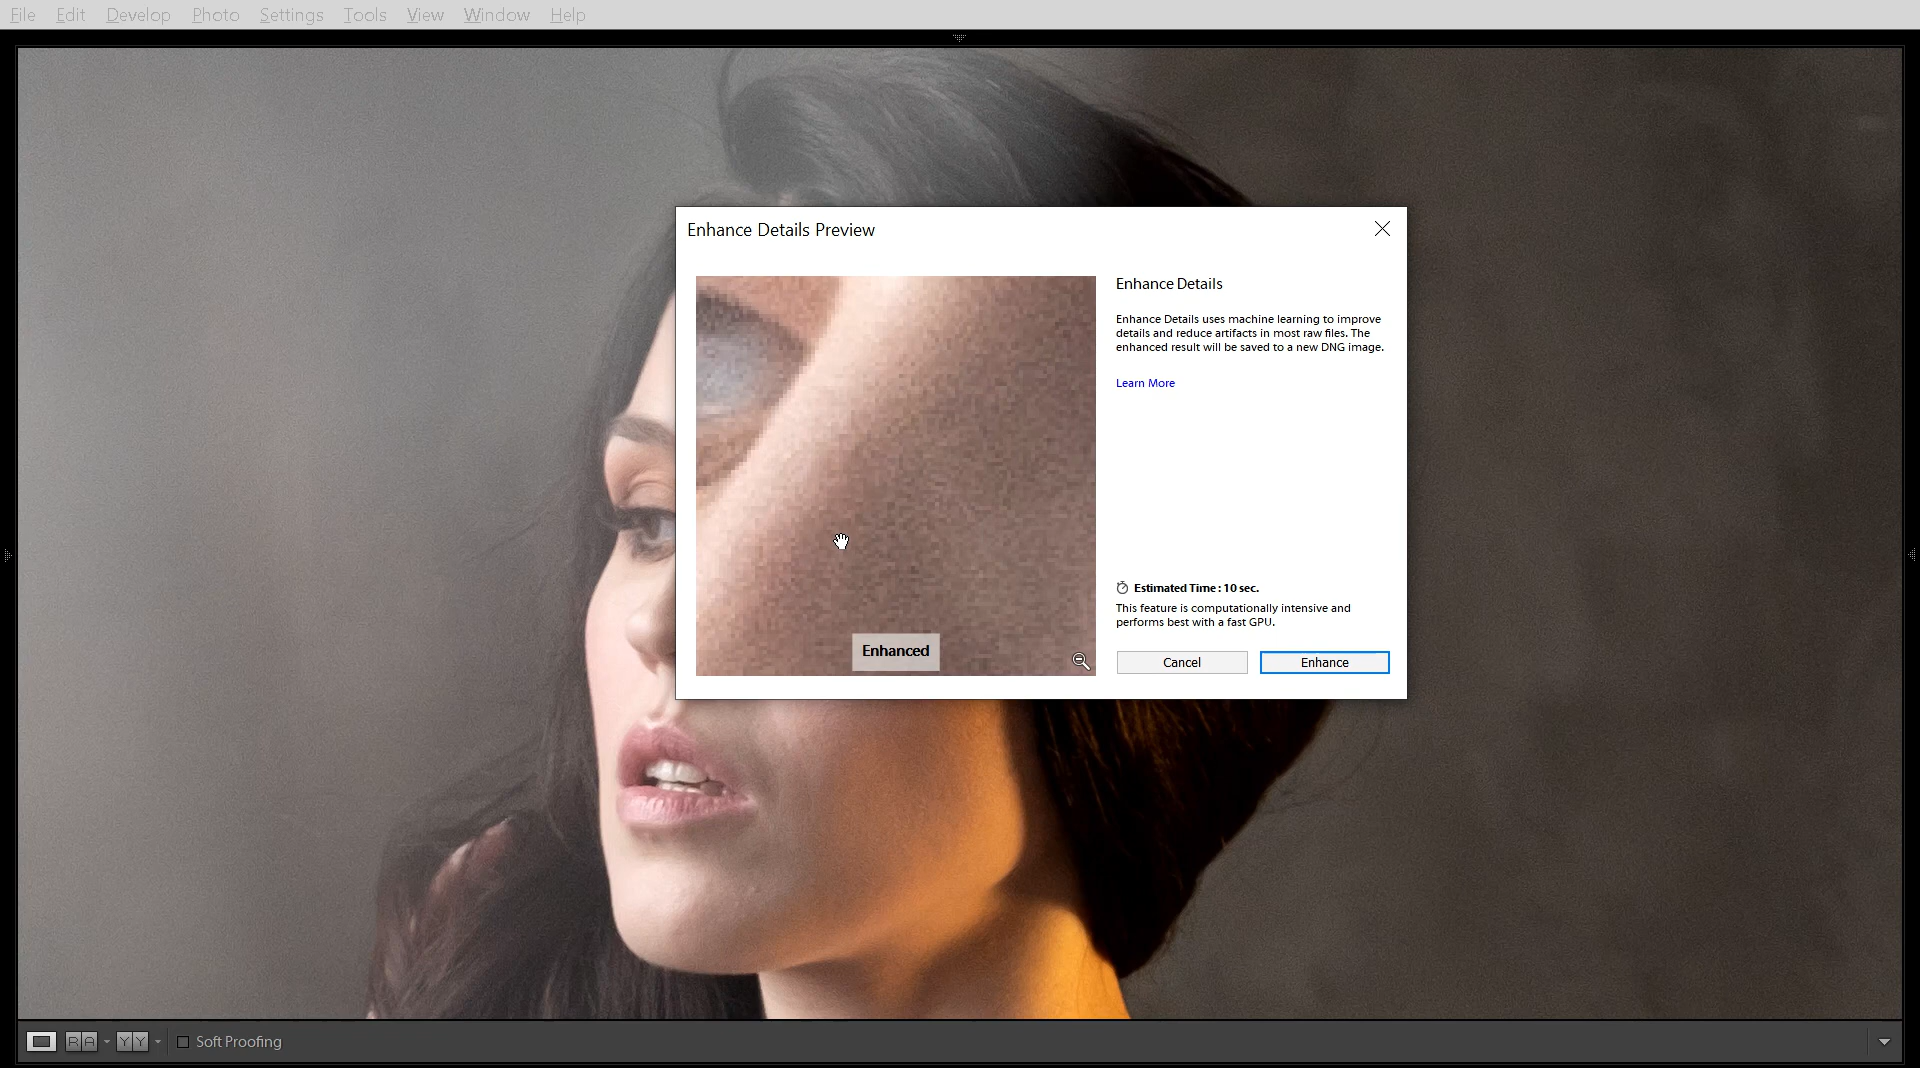 File Edit Develop Photo Settings Tools View Window Help
Enhance Details Preview
Enhance Details
Enhance Details uses machine learning to improve
details and reduce artifacts in most raw files. The
enhanced result will be saved to a new DNG image.
Learn More
Estimated Time : 10 sec.
This feature is computationally intensive and
performs best with a fast GPU.
Enhanced
Cancel Enhance
R A Y Y Soft Proofing